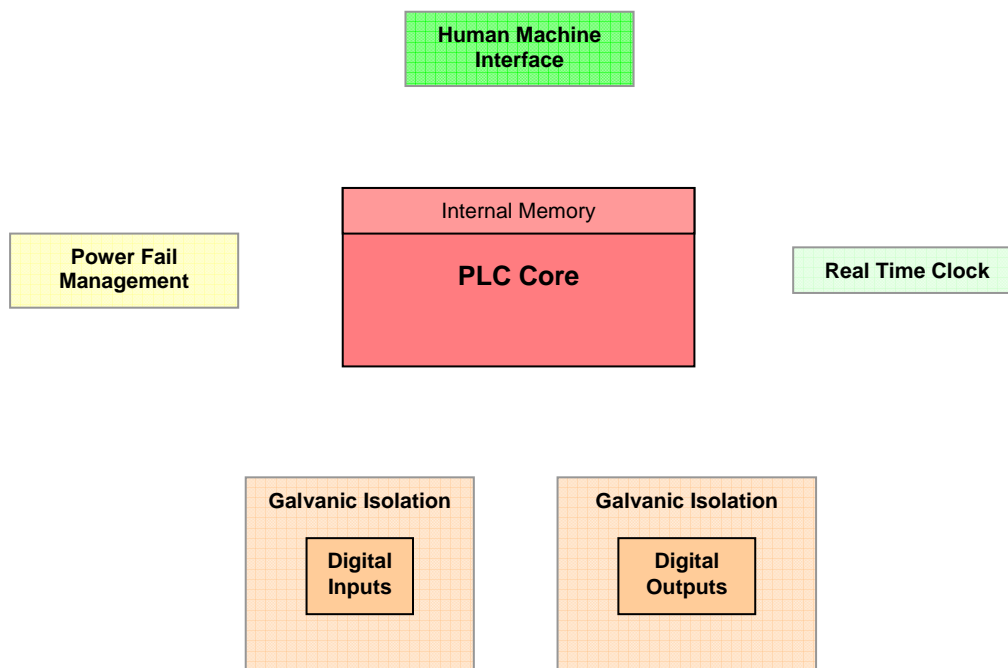 Human Machine
Interface
Internal Memory
PLC Core
Power Fail
Management
Real Time Clock
Galvanic Isolation
Digital
Inputs
Galvanic Isolation
Digital
Outputs